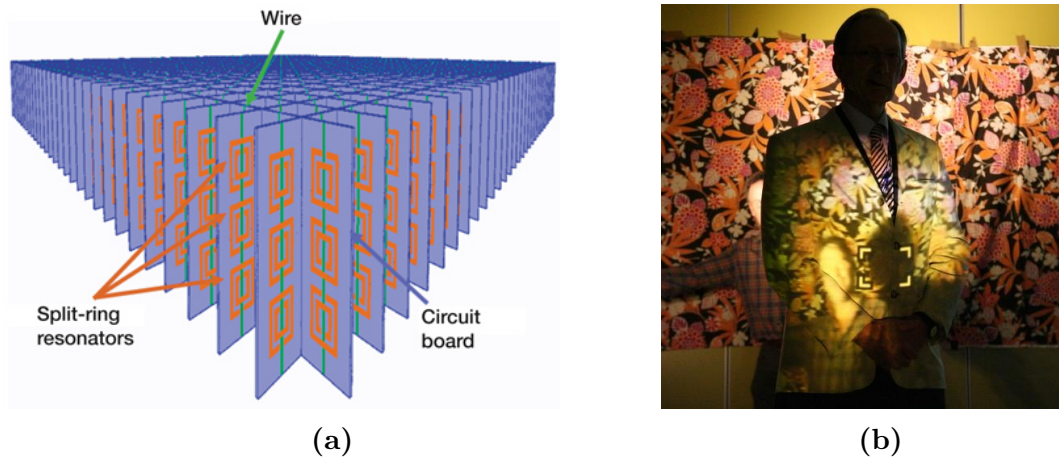 Wire
Split-ring
resonators
Circuit
board
(a)
(b)